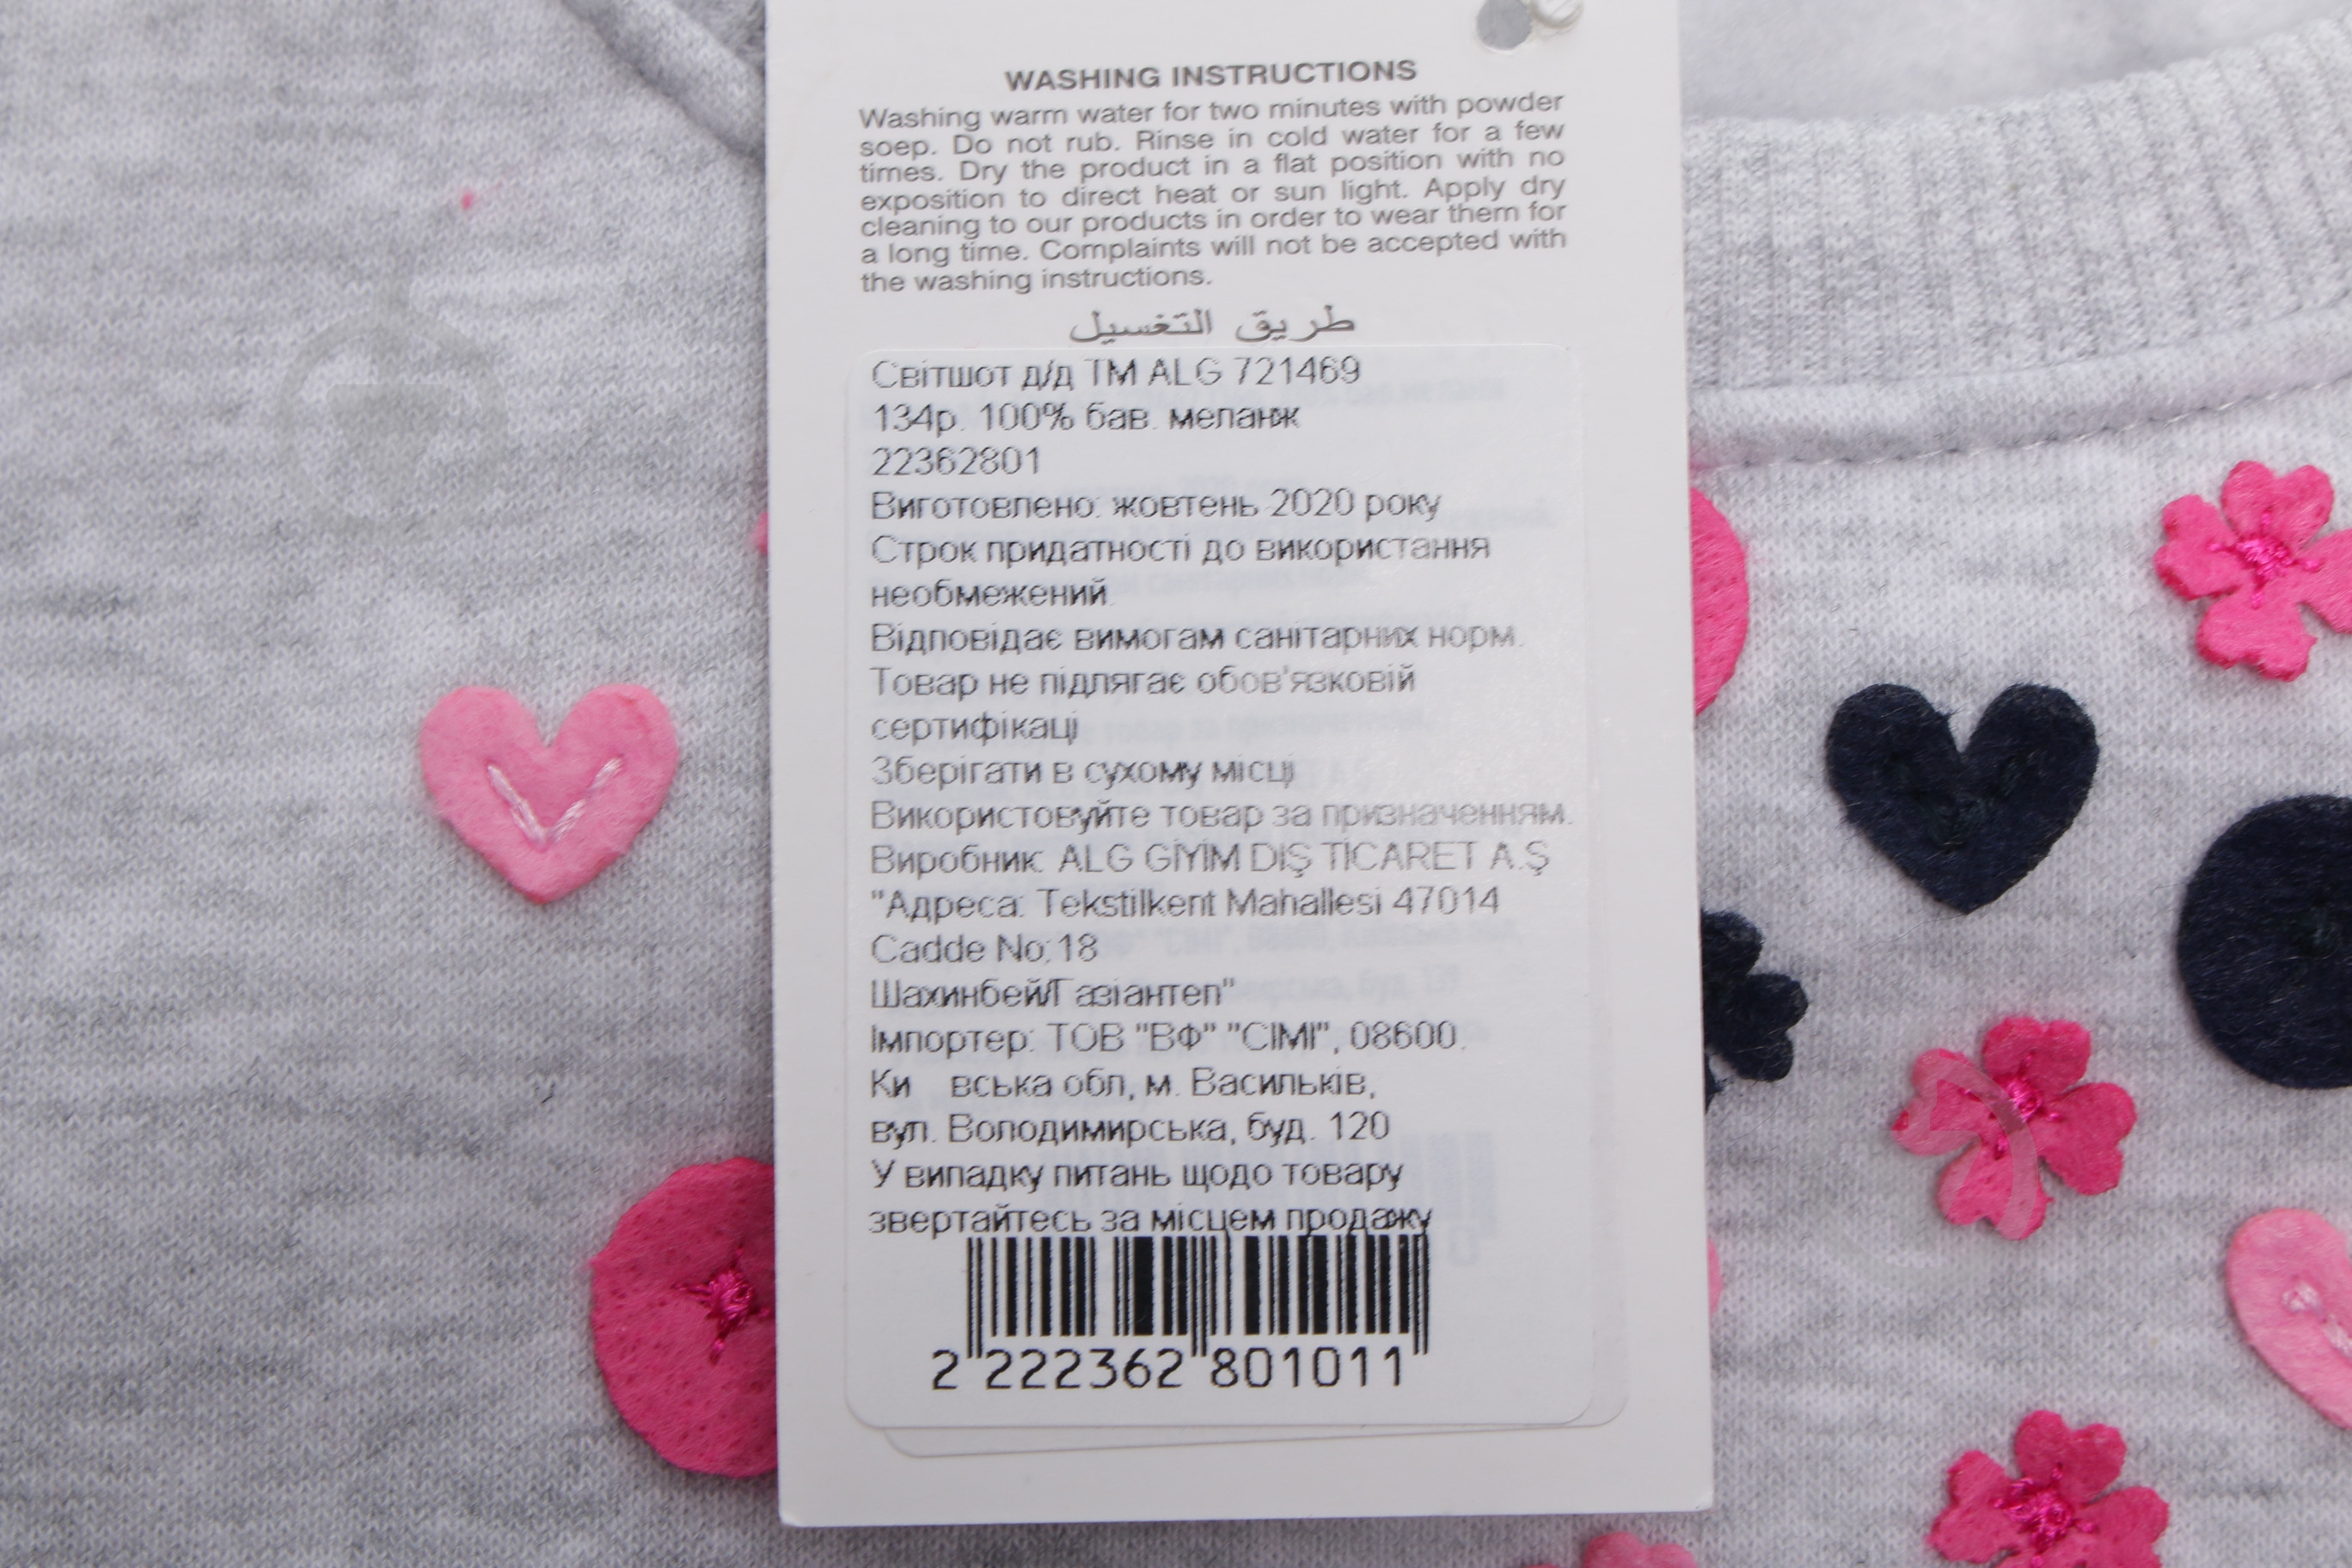 WASHING INSTRUCTIONS
Washing warm water for two minutes with powder
soep. Do not rub. Rinse in cold water for a few
times. Dry the product in a flat position with no
exposition to direct heat or sun light. Apply dry
cleaning to our products in order to wear them for
a long time. Complaints will not be accepted with
the washing instructions.
طريق التغسيل
Світшот д/д ТМ ALG 721469
134р. 100% бав. меланж
22362801
Виготовлено: жовтень 2020 року
Строк придатності до використання
необмежений.
Відповідає вимогам санітарних норм.
Товар не підлягає обов'язковій
сертифікаці
Зберігати в сухому місці
Використовуйте товар за призначенням.
Виробник: ALG GİYİM DIŞ TİCARET A.Ş
"Адреса: Tekstilkent Mahallesi 47014
Cadde No:18
Шахинбей/Газіантеп"
Імпортер: ТОВ "ВФ" "СІМІ", 08600.
Ки вська обл, м. Васильків,
вул. Володимирська, буд. 120
У випадку питань щодо товару
звертайтесь за місцем продажу
2 222362 801011